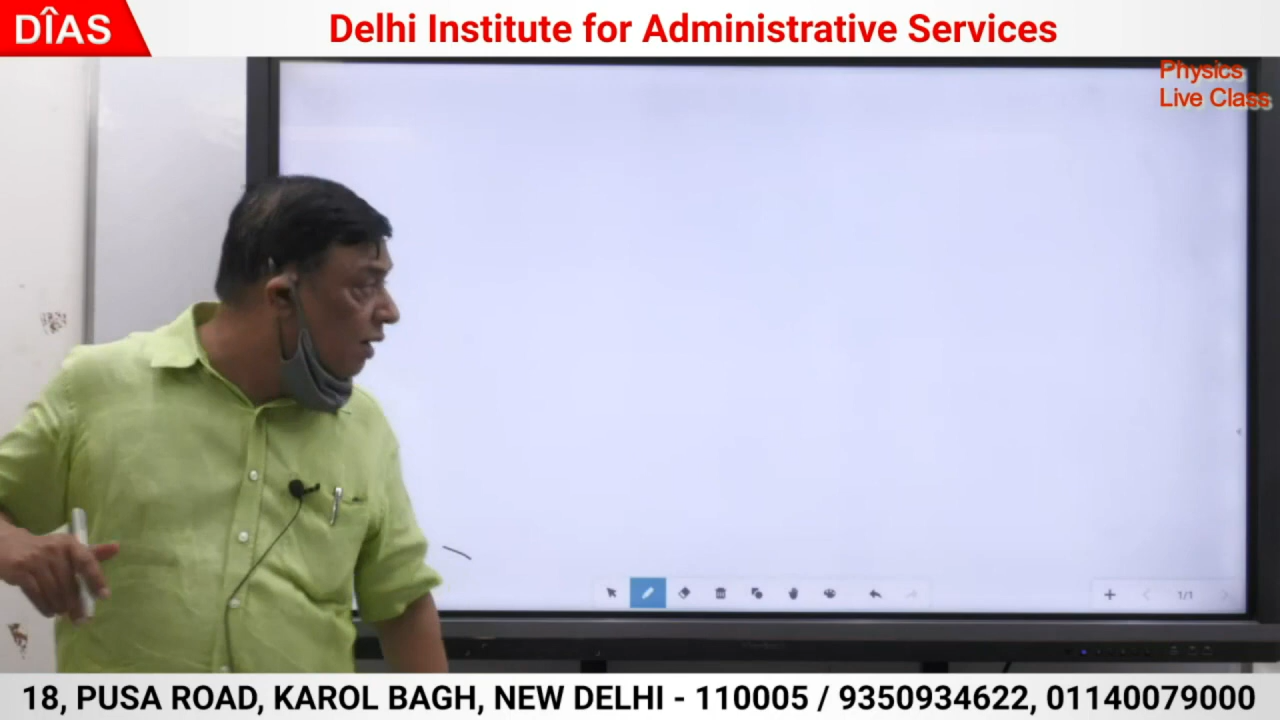 DÎAS
Delhi Institute for Administrative Services
Physics
Live Class
1/1
18, PUSA ROAD, KAROL BAGH, NEW DELHI - 110005 / 9350934622, 01140079000